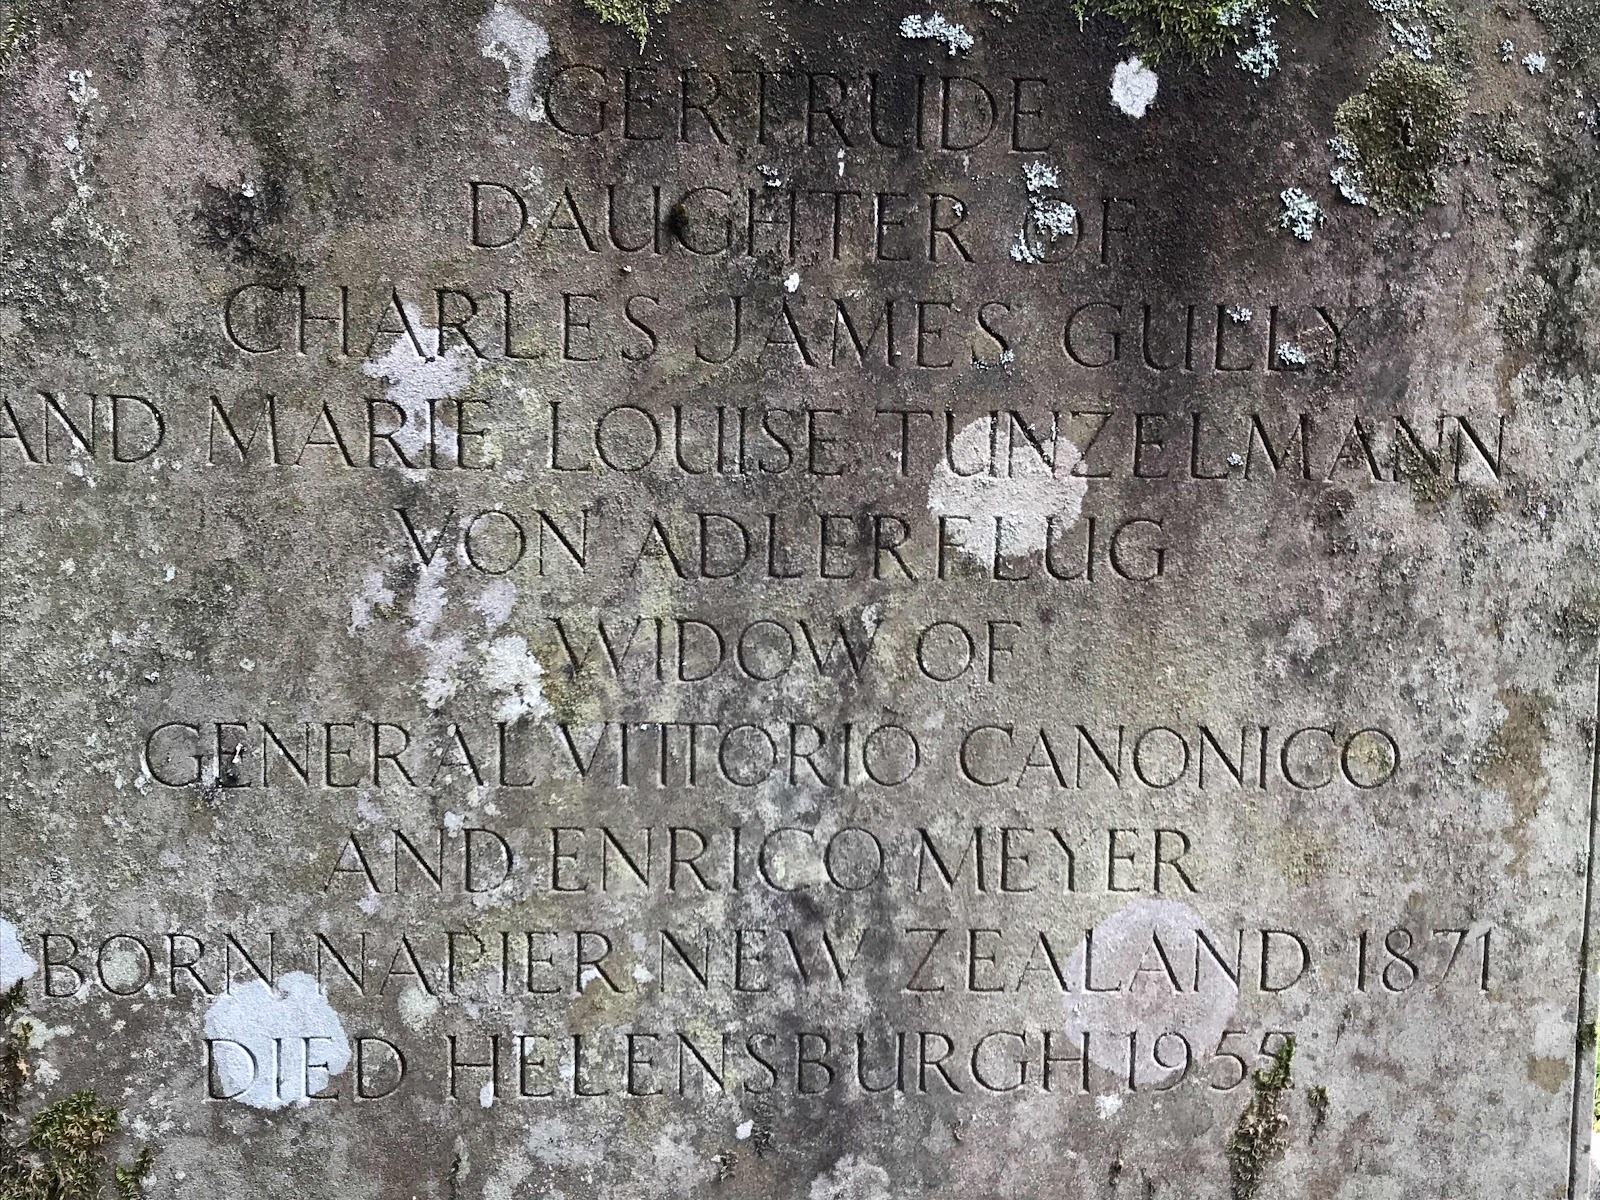 GERTRUDE
DAUGHTER OF
CHARLES JAMES GULLY
AND MARIE LOUISE TUNZELMANN
VON ADLERFLUG
WIDOW OF
GENERAL VITTORIO CANONICO
AND ENRICO MEYER
BORN NAPIER NEW ZEALAND 1871
DIED HELENSBURGH